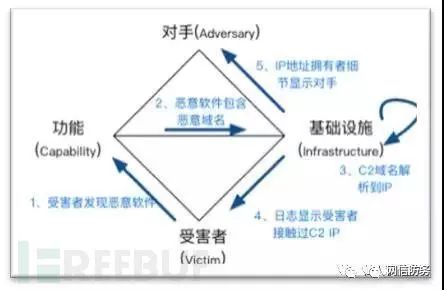 对手(Adversary)
5、IP地址拥有者细
节显示对手
2、恶意软件包含
恶意域名
功能
(Capability)
基础设施
(Infrastructure)
3、C2域名解
析到IP
1、受害者发现恶意软件
4、日志显示受害者
接触过C2 IP
受害者
(Victim)
REEBUF
网信防务